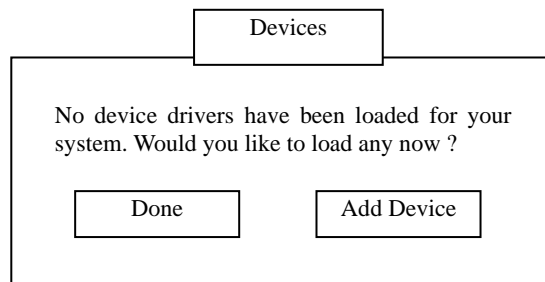 Devices
No device drivers have been loaded for your
system. Would you like to load any now ?
Done
Add Device